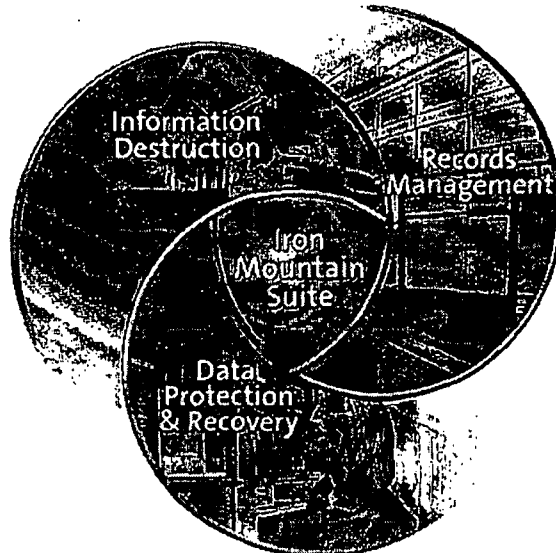 Information
Destruction
Records
Management
Iron
Mountain
Suite
Data
Protection
& Recovery